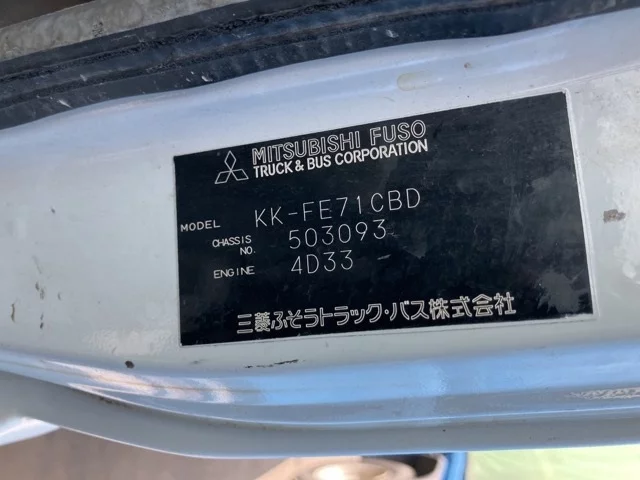 MITSUBISHI FUSO
TRUCK & BUS CORPORATION
MODEL KK-FE71CBD
CHASSIS NO. 503093
ENGINE 4D33
三菱ふそうトラック・バス株式会社